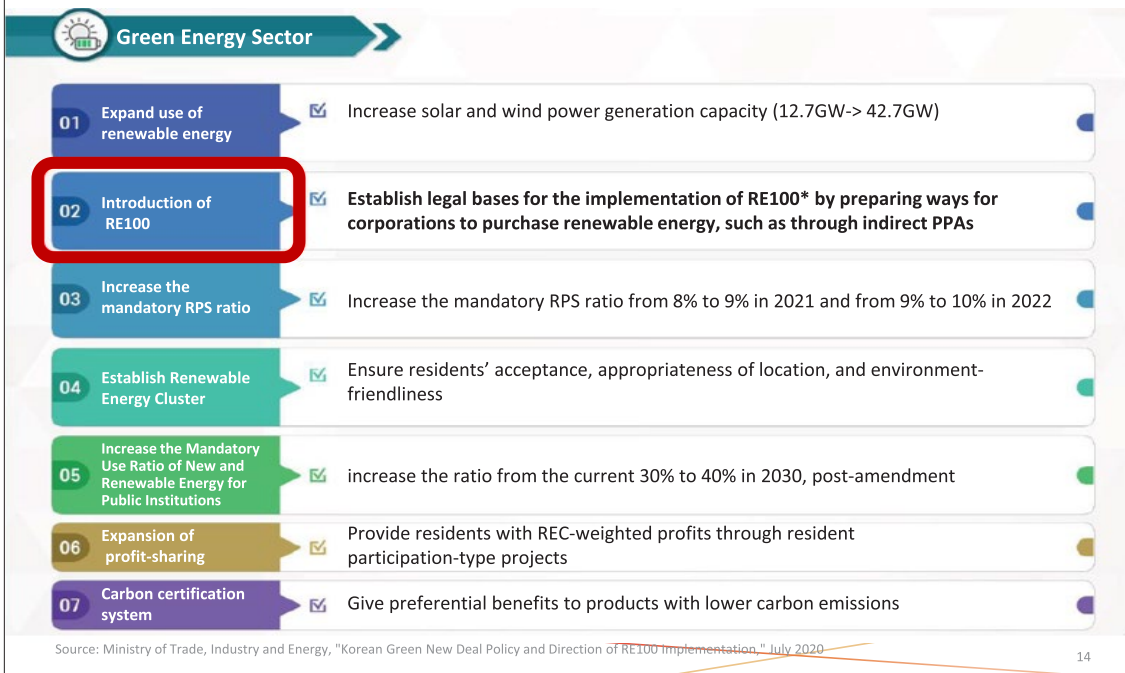 Green Energy Sector
01
Expand use of
renewable energy
Increase solar and wind power generation capacity (12.7GW-> 42.7GW)
02
Introduction of
RE100
Establish legal bases for the implementation of RE100* by preparing ways for
corporations to purchase renewable energy, such as through indirect PPAs
03
Increase the
mandatory RPS ratio
Increase the mandatory RPS ratio from 8% to 9% in 2021 and from 9% to 10% in 2022
04
Establish Renewable
Energy Cluster
Ensure residents’ acceptance, appropriateness of location, and environment-
friendliness
05
Increase the Mandatory
Use Ratio of New and
Renewable Energy for
Public Institutions
increase the ratio from the current 30% to 40% in 2030, post-amendment
06
Expansion of
profit-sharing
Provide residents with REC-weighted profits through resident
participation-type projects
07
Carbon certification
system
Give preferential benefits to products with lower carbon emissions
Source: Ministry of Trade, Industry and Energy, "Korean Green New Deal Policy and Direction of RE100 Implementation," July 2020
14